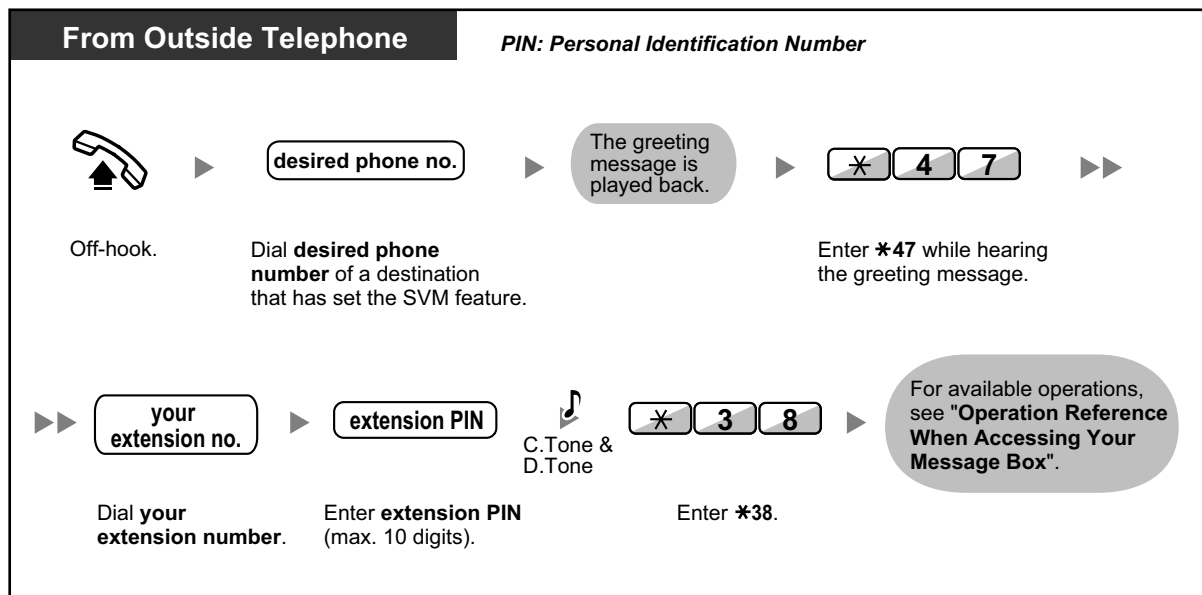 From Outside Telephone
PIN: Personal Identification Number
desired phone no.
The greeting
message is
played back.
* 4 7
Off-hook.
Dial desired phone
number of a destination
that has set the SVM feature.
Enter *47 while hearing
the greeting message.
your
extension no.
extension PIN
C.Tone &
D.Tone
* 3 8
For available operations,
see "Operation Reference
When Accessing Your
Message Box".
Dial your
extension number.
Enter extension PIN
(max. 10 digits).
Enter *38.